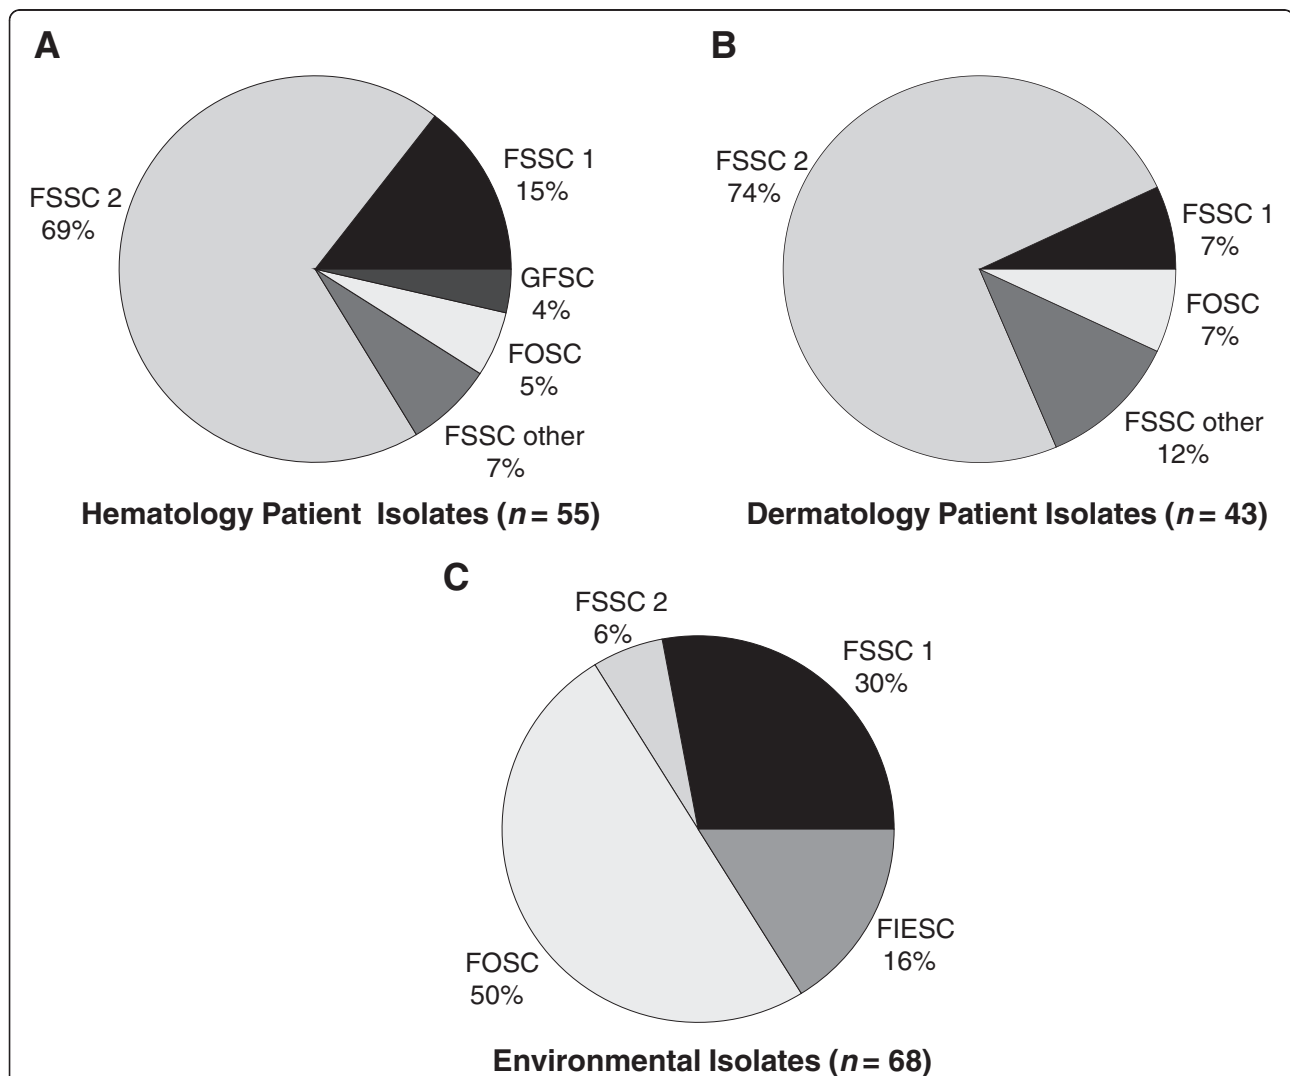 A
FSSC 1
15%
FSSC 2
69%
GFSC
4%
FOSC
5%
FSSC other
7%
Hematology Patient Isolates (n = 55)
B
FSSC 2
74%
FSSC 1
7%
FOSC
7%
FSSC other
12%
Dermatology Patient Isolates (n = 43)
C
FSSC 2
6%
FSSC 1
30%
FIESC
16%
FOSC
50%
Environmental Isolates (n = 68)